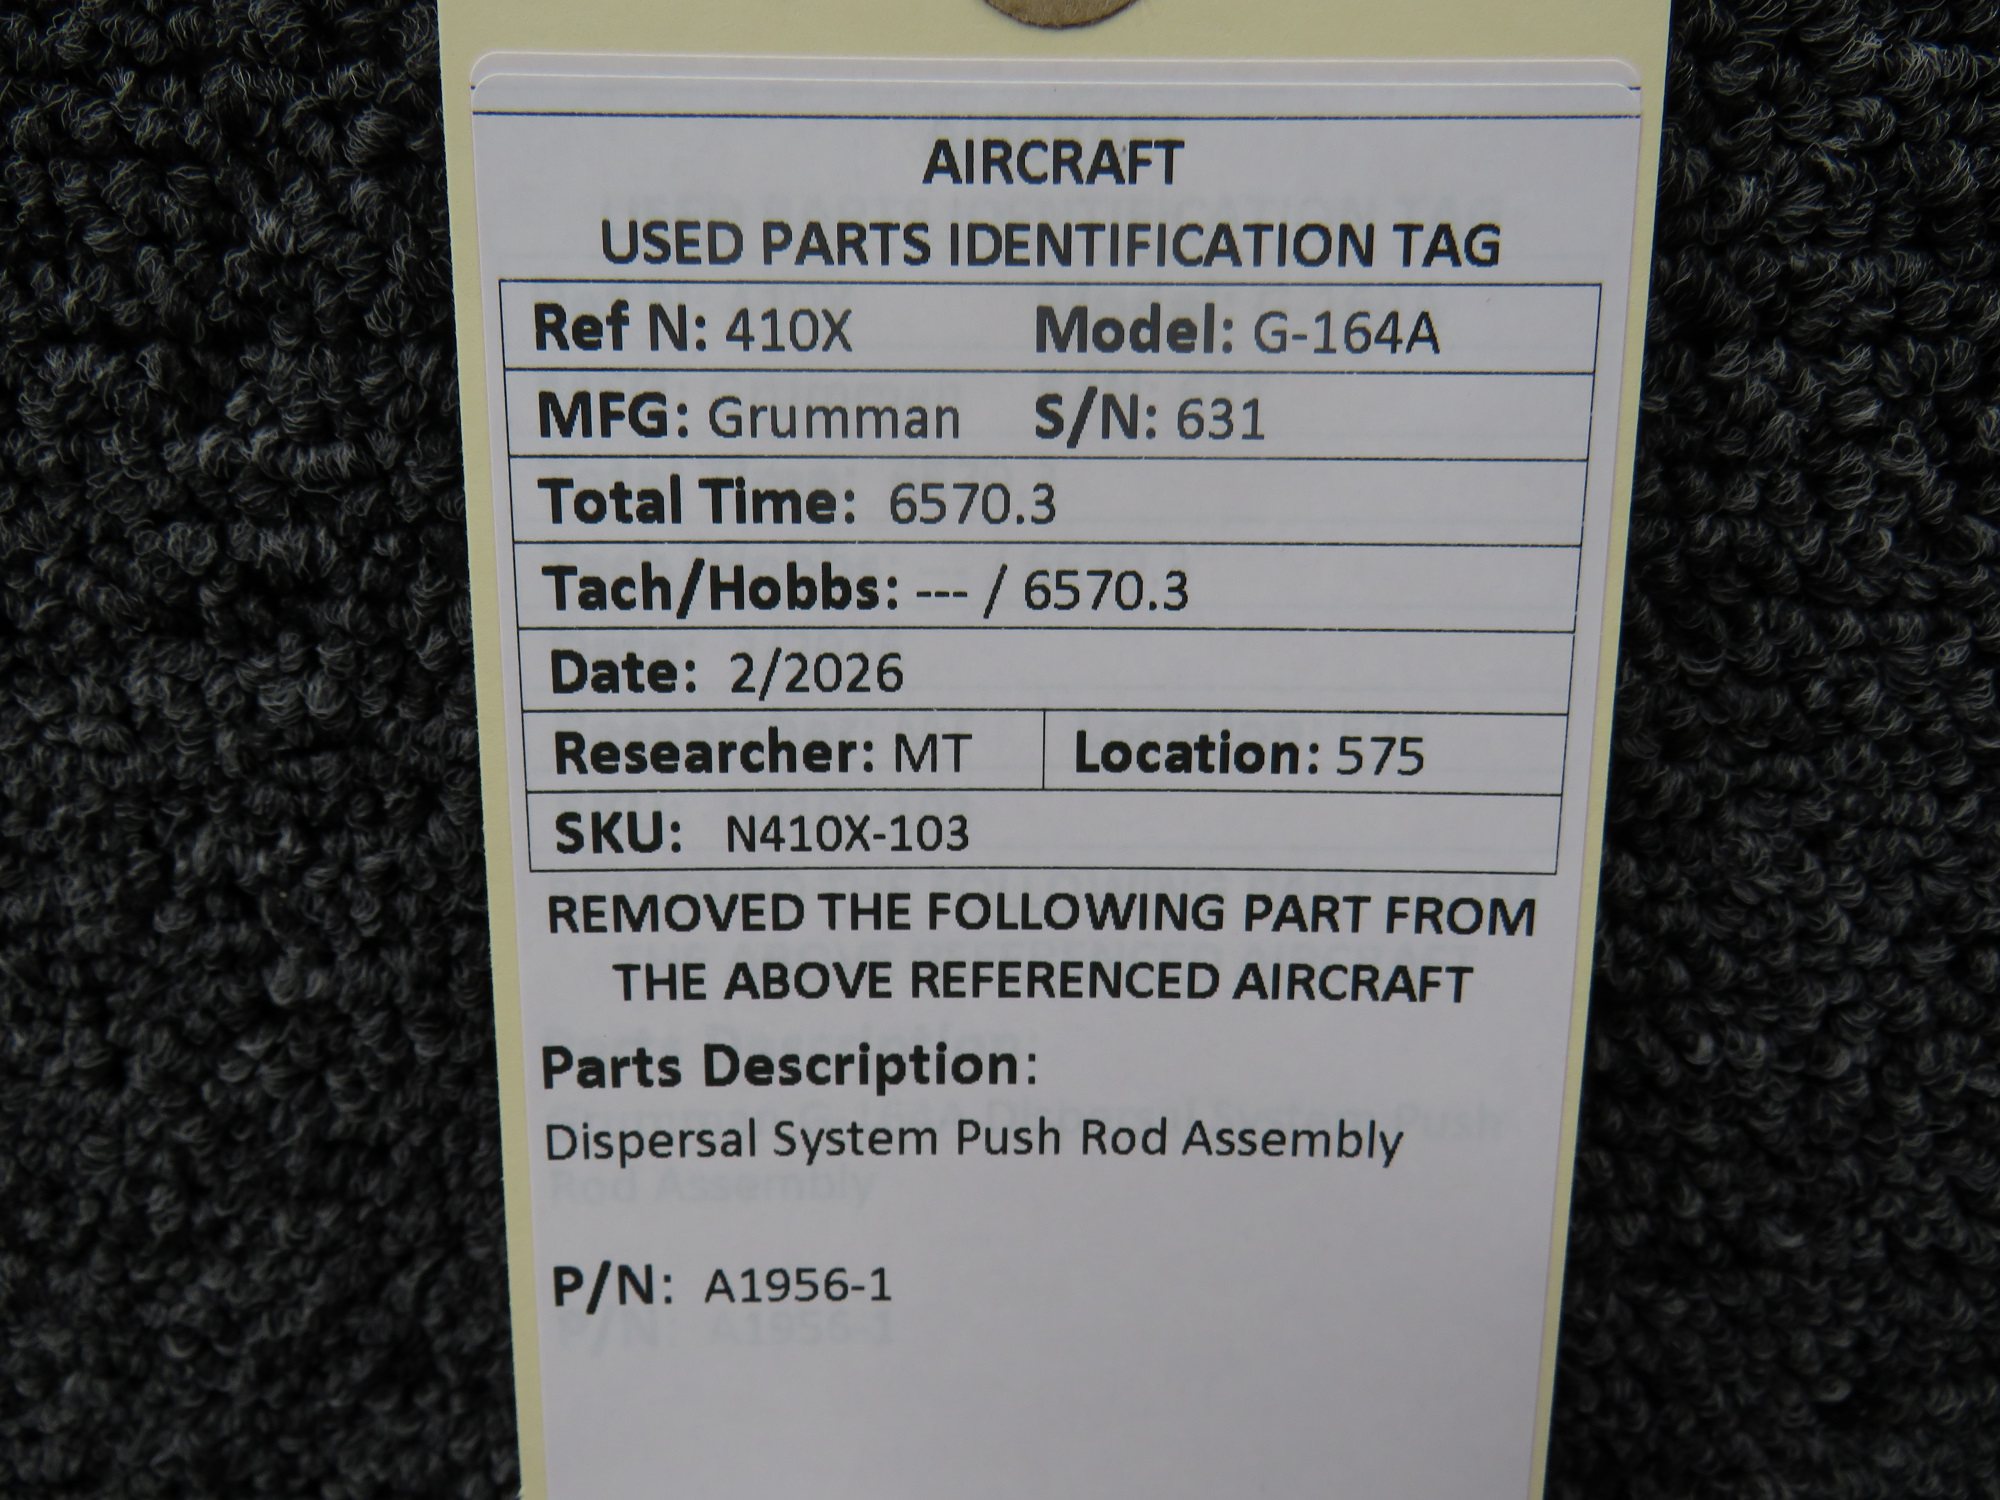 AIRCRAFT
USED PARTS IDENTIFICATION TAG
Ref N: 410X Model: G-164A
MFG: Grumman S/N: 631
Total Time: 6570.3
Tach/Hobbs: --- / 6570.3
Date: 2/2026
Researcher: MT Location: 575
SKU: N410X-103
REMOVED THE FOLLOWING PART FROM
THE ABOVE REFERENCED AIRCRAFT
Parts Description:
Dispersal System Push Rod Assembly
P/N: A1956-1